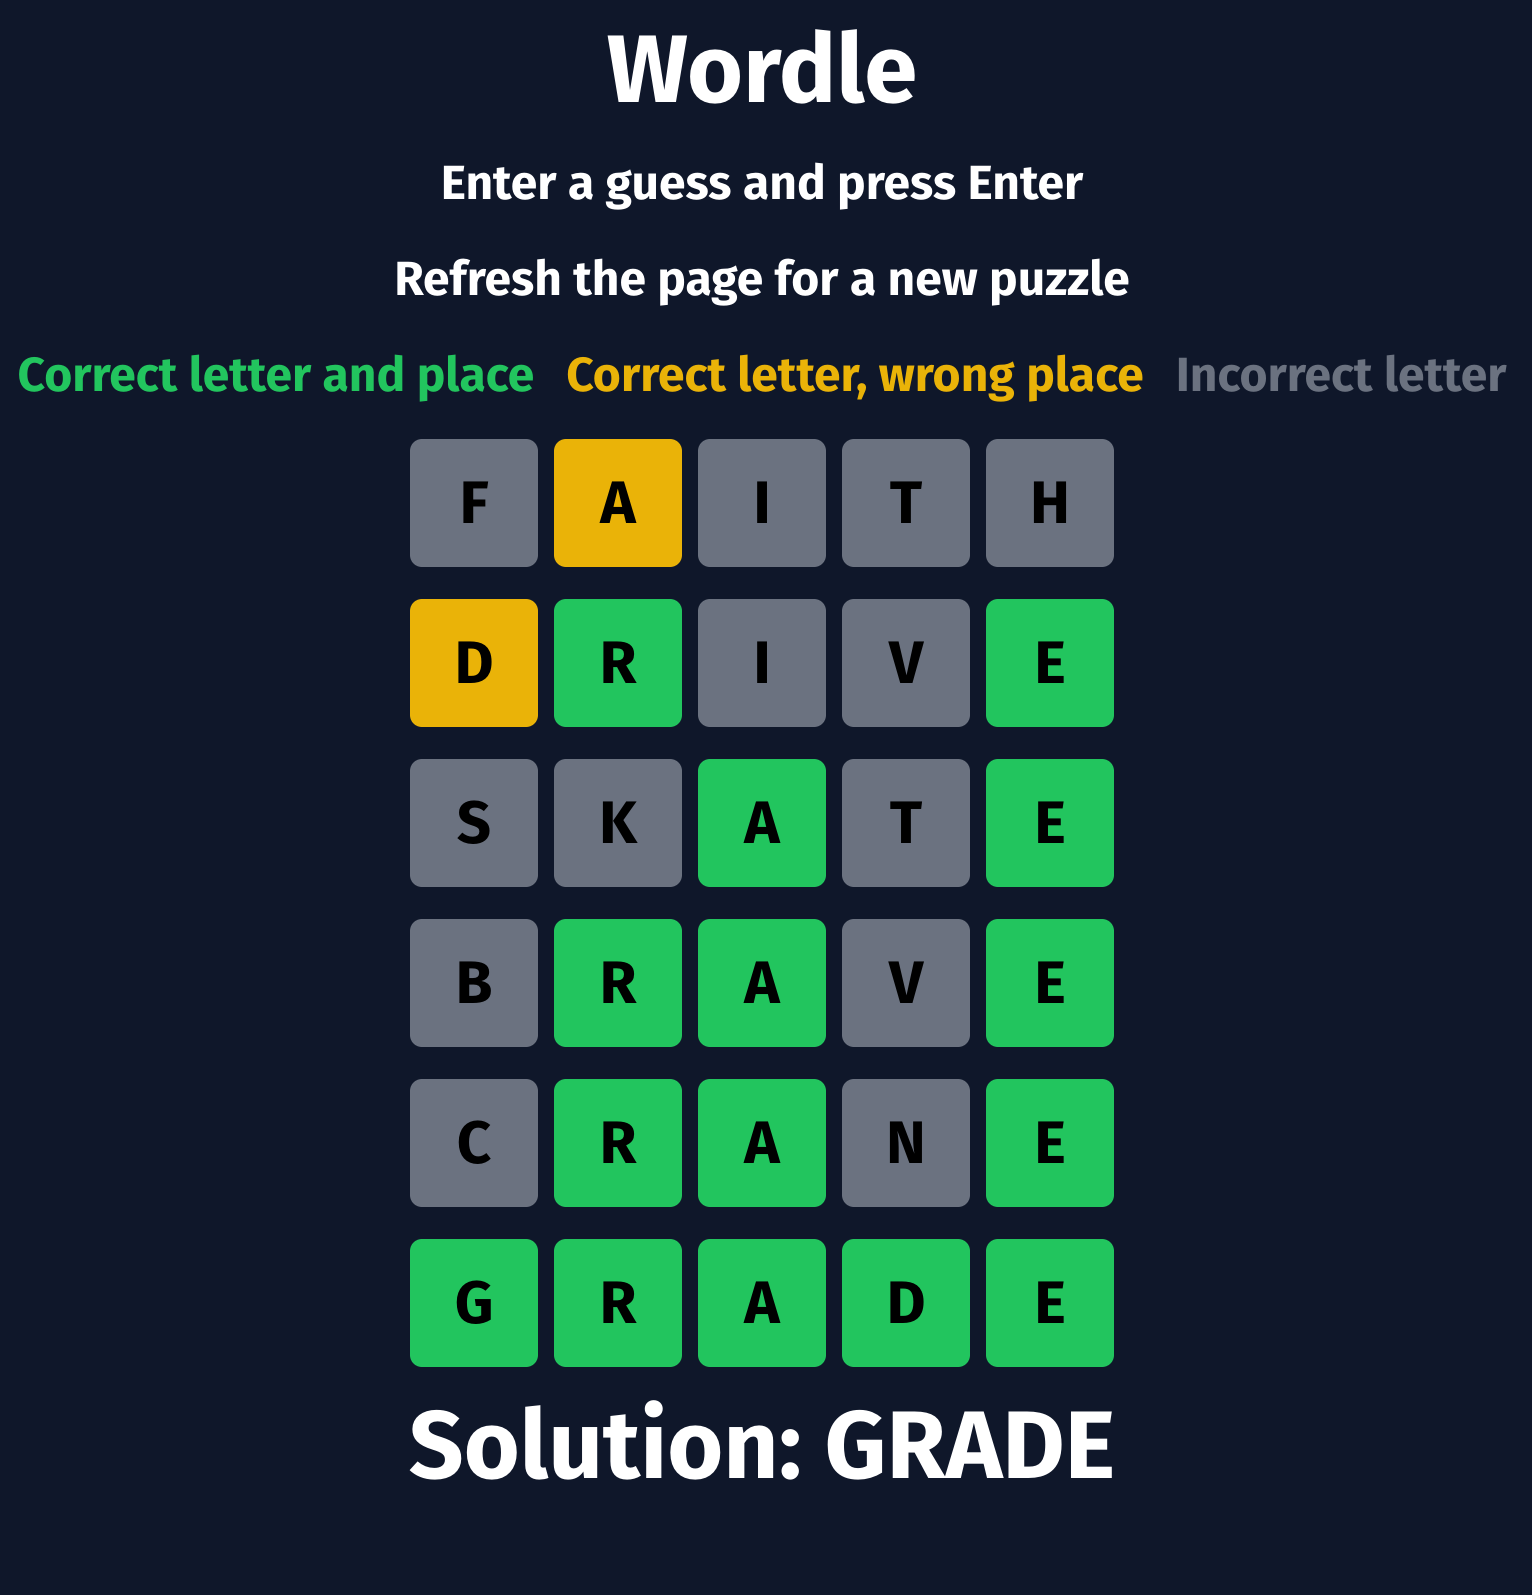 Wordle
Enter a guess and press Enter
Refresh the page for a new puzzle
Correct letter and place Correct letter, wrong place Incorrect letter
F A I T H
D R I V E
S K A T E
B R A V E
C R A N E
G R A D E
Solution: GRADE